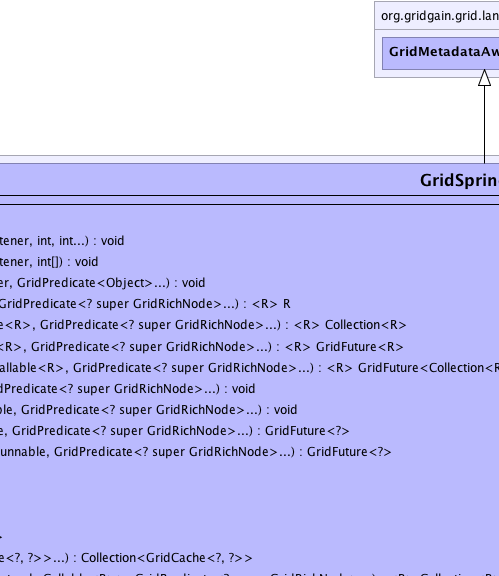 org.gridgain.grid.lan
GridMetadataAw
GridSprin
tener, int, int...) : void
tener, int[]) : void
er, GridPredicate<Object>...) : void
GridPredicate<? super GridRichNode>...) : <R> R
e<R>, GridPredicate<? super GridRichNode>...) : <R> Collection<R>
<R>, GridPredicate<? super GridRichNode>...) : <R> GridFuture<R>
allable<R>, GridPredicate<? super GridRichNode>...) : <R> GridFuture<Collection<R
dPredicate<? super GridRichNode>...) : void
ble, GridPredicate<? super GridRichNode>...) : void
e, GridPredicate<? super GridRichNode>...) : GridFuture<?>
unnable, GridPredicate<? super GridRichNode>...) : GridFuture<?>
>
e<?, ?>>...) : Collection<GridCache<?, ?>>